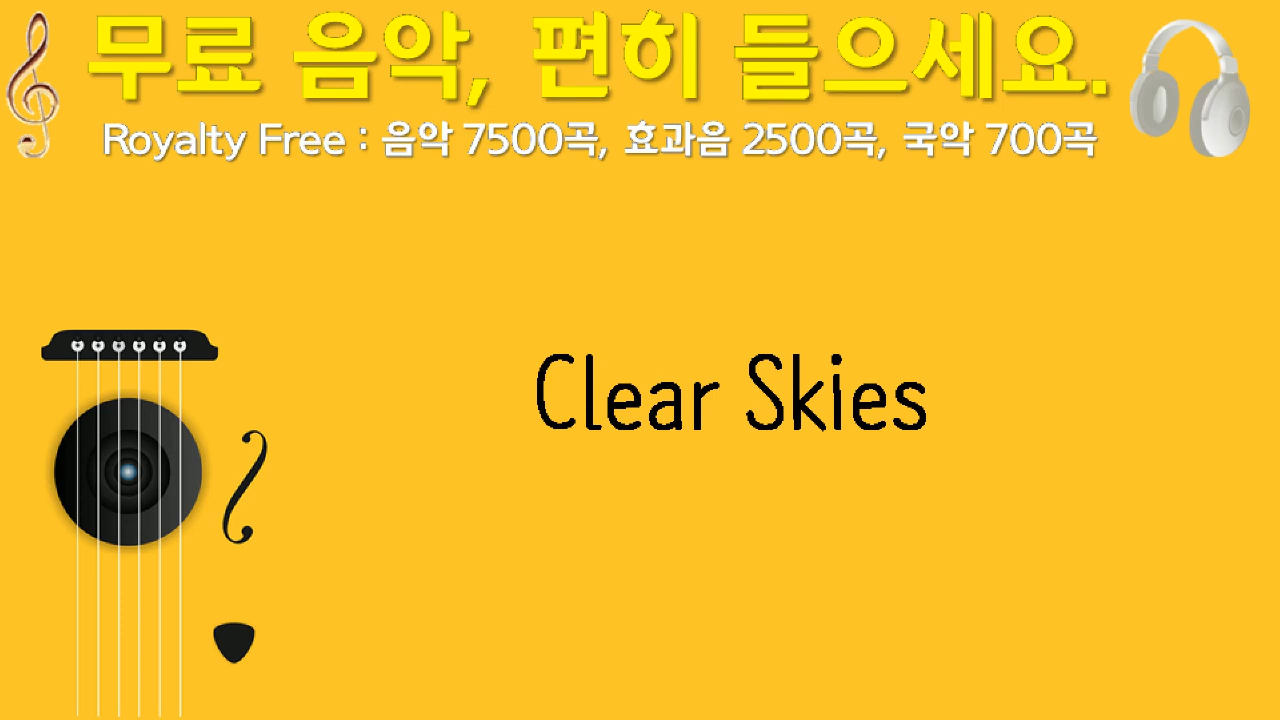 무료 음악, 편히 들으세요.
Royalty Free : 음악 7500곡, 효과음 2500곡, 국악 700곡
Clear Skies